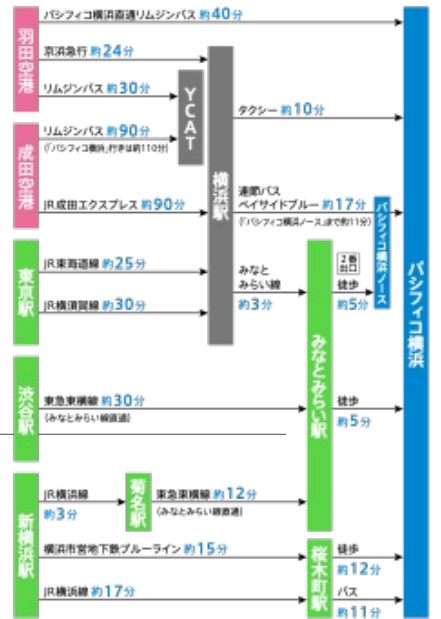 羽田空港
パシフィコ横浜直通リムジンバス 約40分
京浜急行 約24分
リムジンバス 約30分
YCAT
横浜駅
タクシー 約10分
成田空港
リムジンバス 約90分
(「パシフィコ横浜」行きは約110分)
JR成田エクスプレス 約90分
連節バス
ベイサイドブルー 約17分
(「パシフィコ横浜ノース」まで約11分)
パシフィコ横浜ノース
パシフィコ横浜
東京駅
JR東海道線 約25分
JR横須賀線 約30分
みなと
みらい線
約3分
みなとみらい駅
2番
出口
徒歩
約5分
渋谷駅
東急東横線 約30分
(みなとみらい線直通)
徒歩
約5分
新横浜駅
JR横浜線
約3分
菊名駅
東急東横線 約12分
(みなとみらい線直通)
横浜市営地下鉄ブルーライン 約15分
桜木町駅
徒歩
約12分
JR横浜線 約17分
バス
約11分